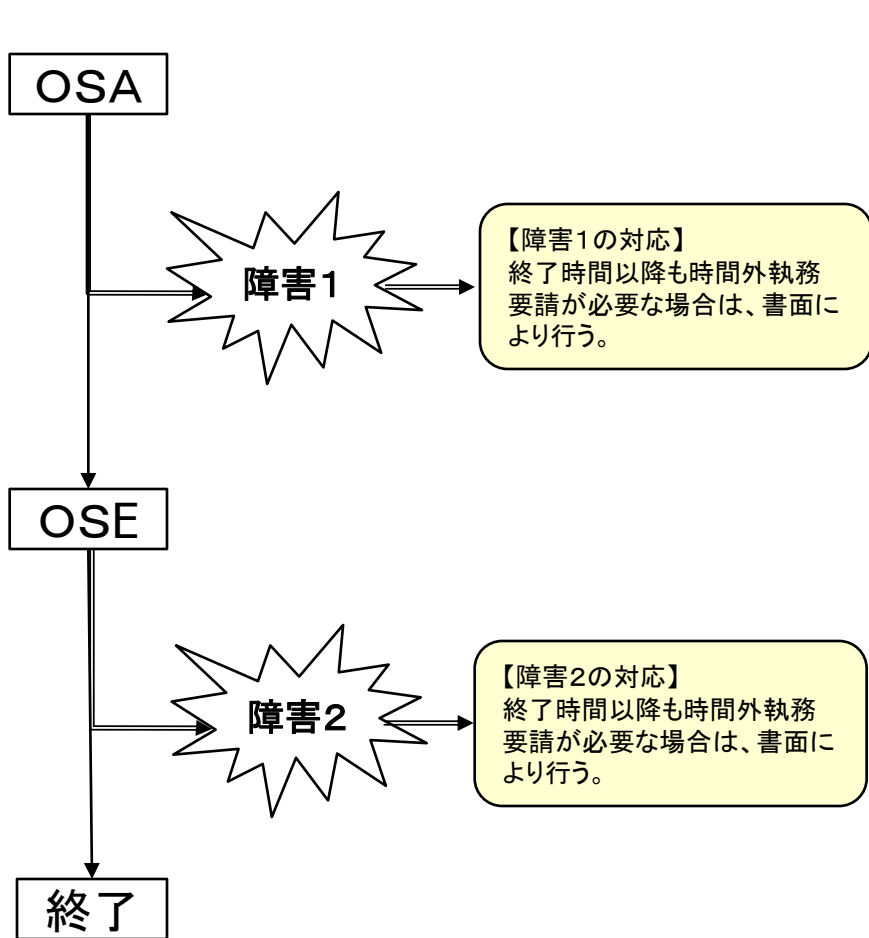 ＯＳＡ
障害１
【障害１の対応】
終了時間以降も時間外執務
要請が必要な場合は、書面に
より行う。
ＯＳＥ
障害２
【障害２の対応】
終了時間以降も時間外執務
要請が必要な場合は、書面に
より行う。
終了